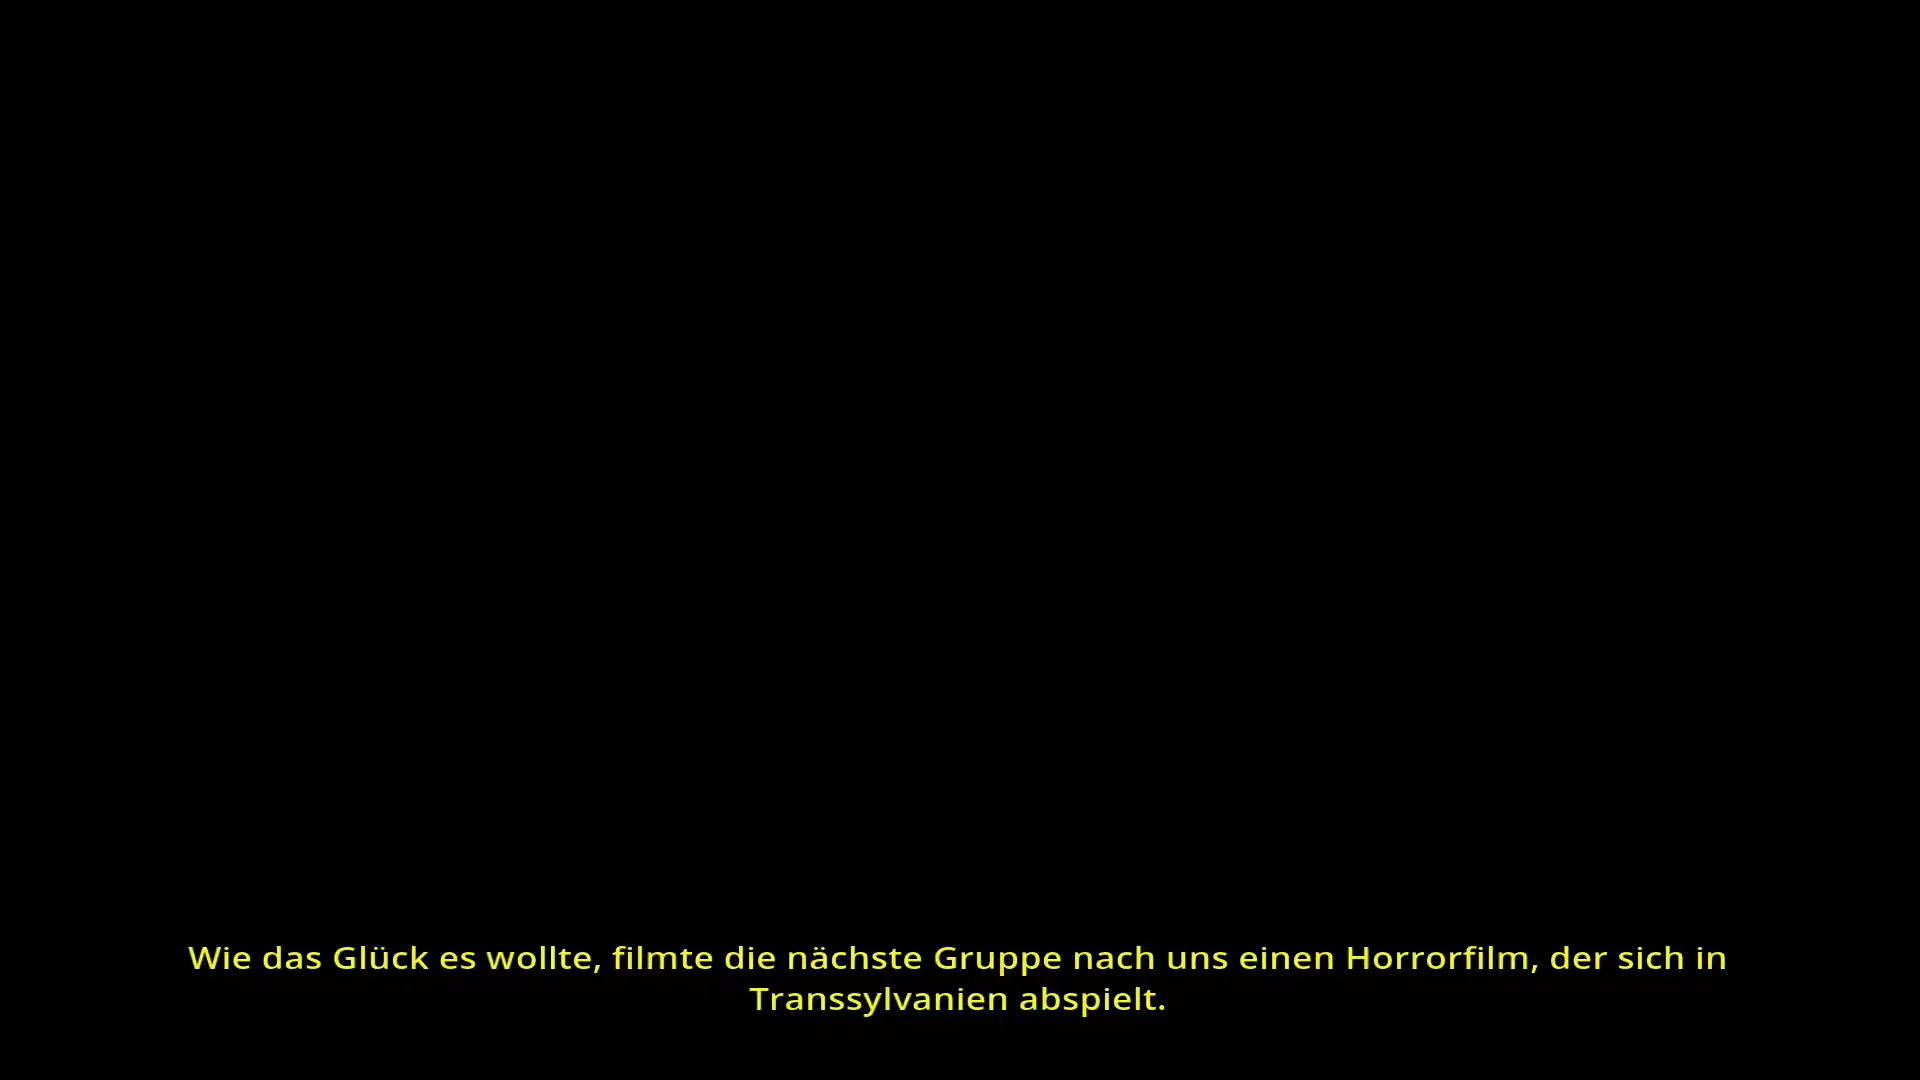 Wie das Glück es wollte, filmte die nächste Gruppe nach uns einen Horrorfilm, der sich in
Transsylvanien abspielt.